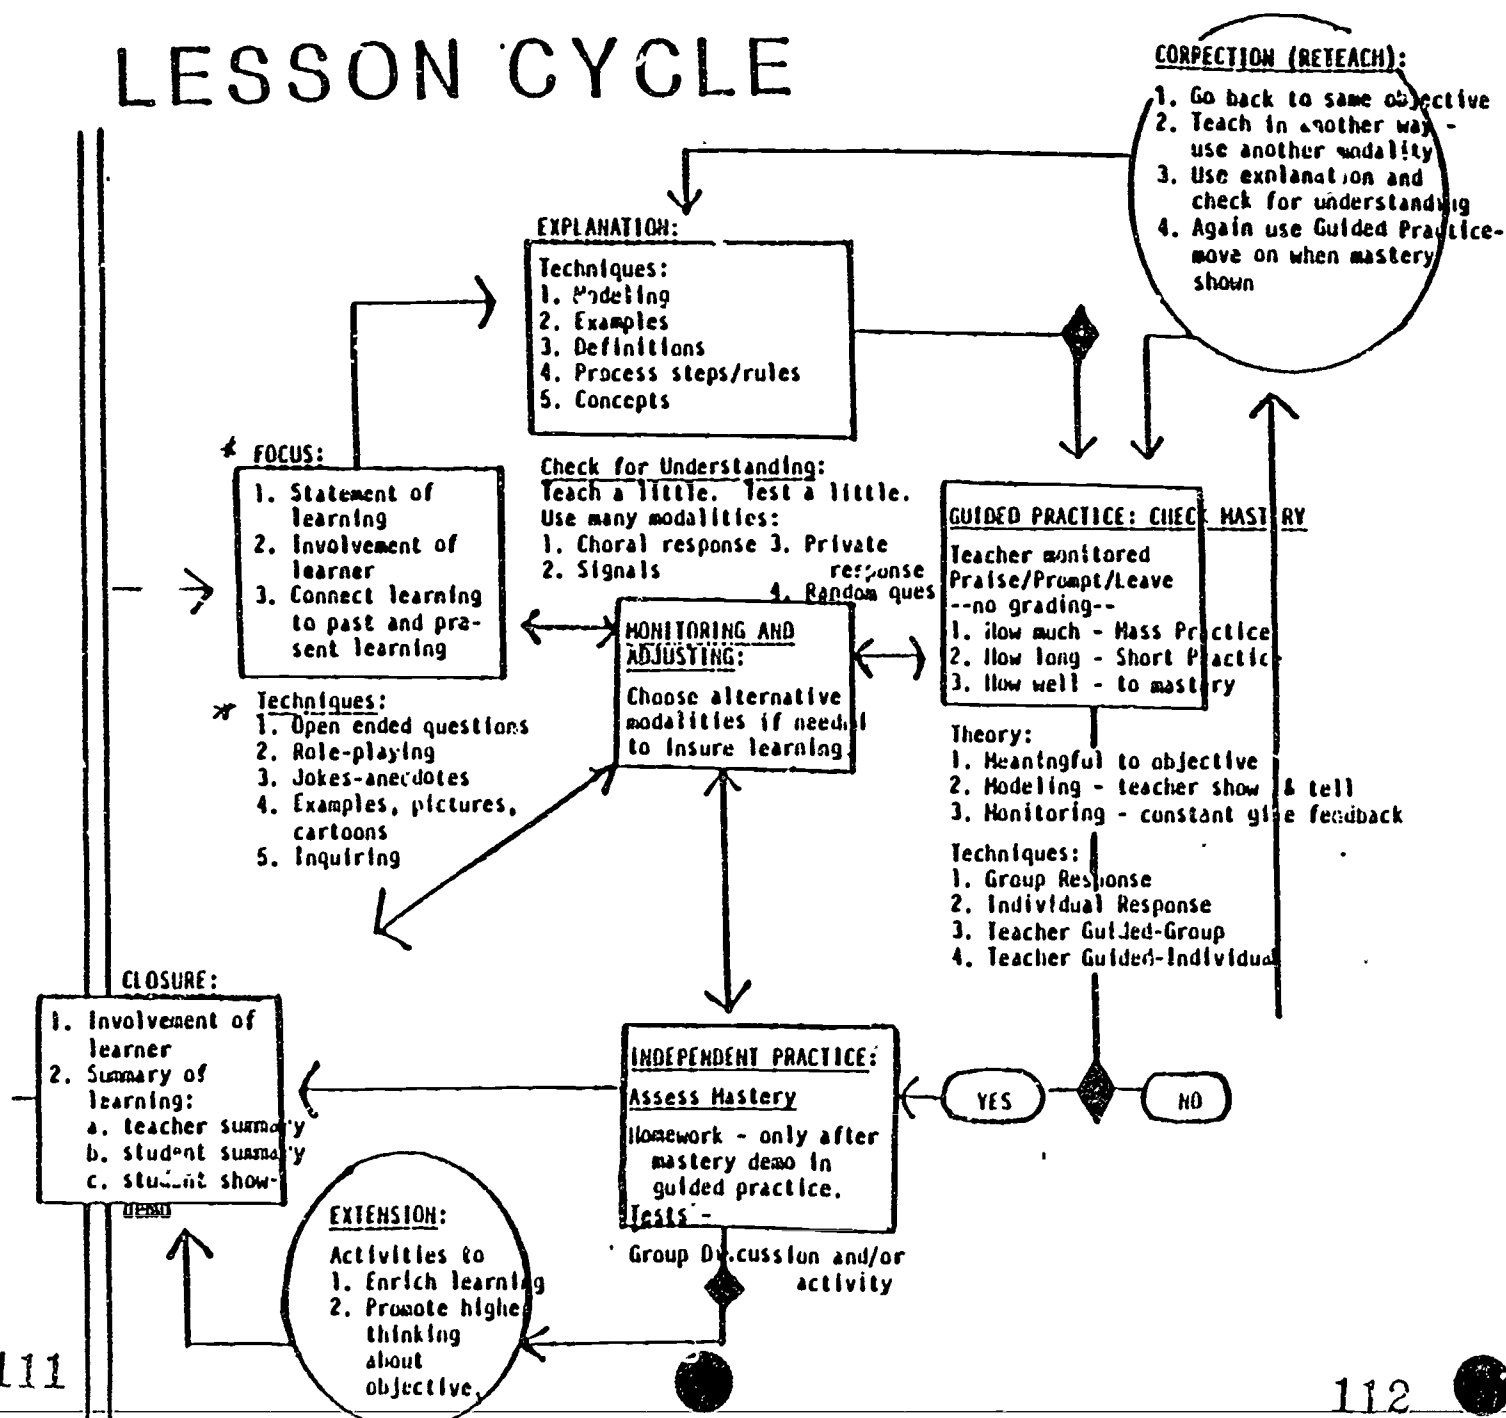 LESSON CYCLE
CORPECTION (RETEACH):
1. Go back to same objective
2. Teach in another way -
use another modality
3. Use explanation and
check for understanding
4. Again use Guided Practice-
move on when mastery
shown
EXPLANATION:
Techniques:
1. Modeling
2. Examples
3. Definitions
4. Process steps/rules
5. Concepts
Check for Understanding:
Teach a little. Test a little.
Use many modalities:
1. Choral response 3. Private
2. Signals response
4. Random ques
* FOCUS:
1. Statement of
learning
2. Involvement of
learner
3. Connect learning
to past and pre-
sent learning
* Techniques:
1. Open ended questions
2. Role-playing
3. Jokes-anecdotes
4. Examples, pictures,
cartoons
5. Inquiring
MONITORING AND
ADJUSTING:
Choose alternative
modalities if needed
to insure learning
GUIDED PRACTICE: CHECK MASTERY
Teacher monitored
Praise/Prompt/Leave
--no grading--
1. How much - Mass Practice
2. How long - Short Practice
3. How well - to mastery
Theory:
1. Meaningful to objective
2. Modeling - teacher show & tell
3. Monitoring - constant give feedback
Techniques:
1. Group Response
2. Individual Response
3. Teacher Guided-Group
4. Teacher Guided-Individual
YES
NO
INDEPENDENT PRACTICE:
Assess Mastery
Homework - only after
mastery demo in
guided practice.
Tests -
Group Discussion and/or
activity
CLOSURE:
1. Involvement of
learner
2. Summary of
learning:
a. teacher summary
b. student summary
c. student show-
demo
EXTENSION:
Activities to
1. Enrich learning
2. Promote highe
thinking
about
objective.
111
112